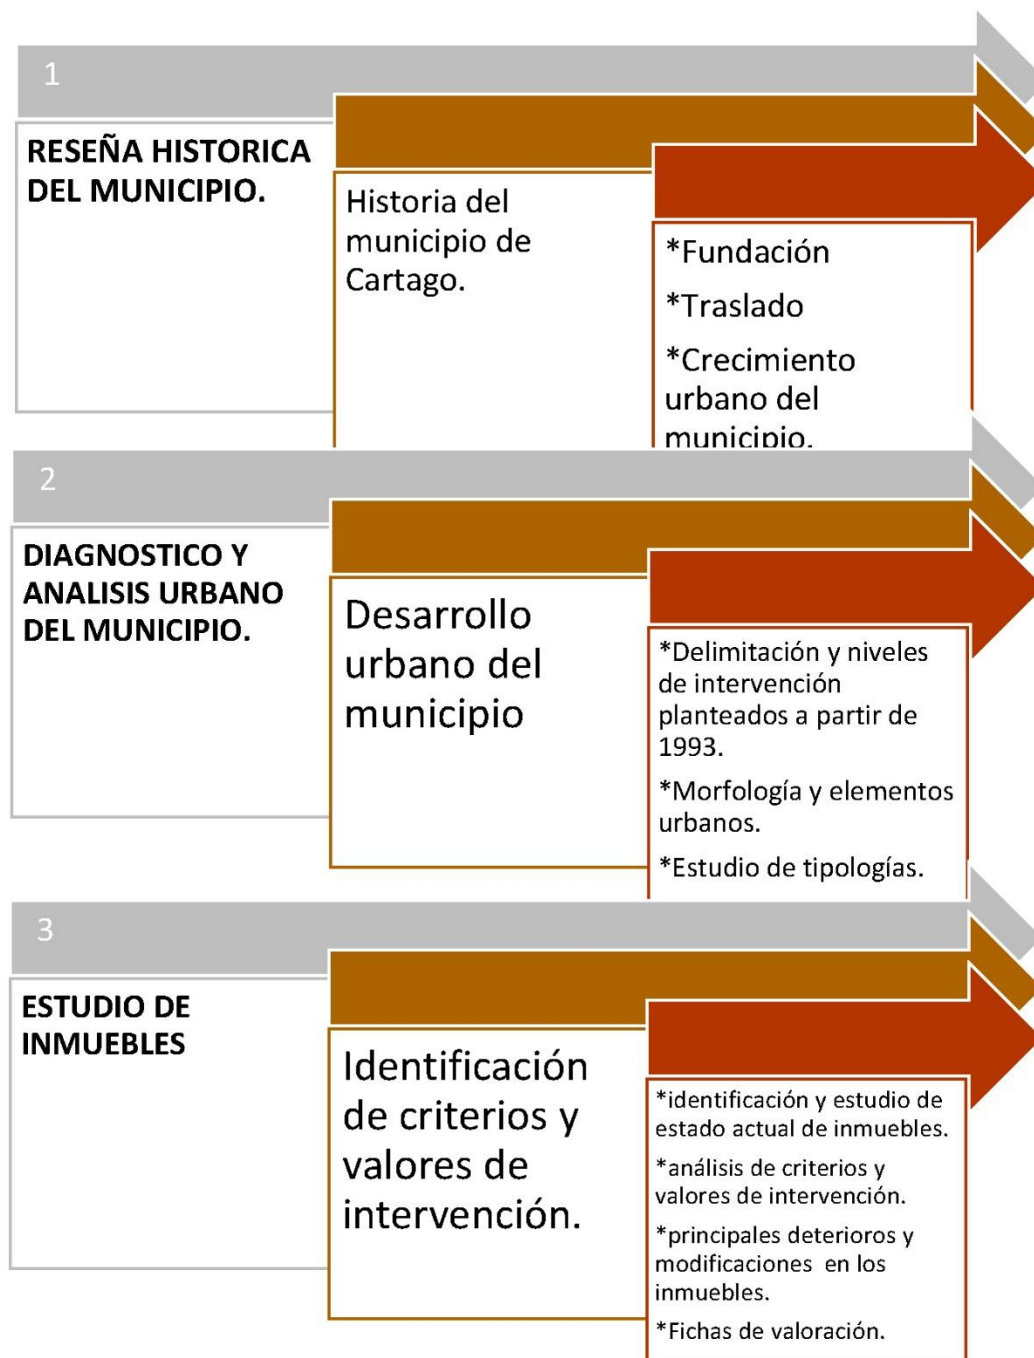 1
RESEÑA HISTORICA
DEL MUNICIPIO.
Historia del
municipio de
Cartago.
*Fundación
*Traslado
*Crecimiento
urbano del
municipio.
2
DIAGNOSTICO Y
ANALISIS URBANO
DEL MUNICIPIO.
Desarrollo
urbano del
municipio
*Delimitación y niveles
de intervención
planteados a partir de
1993.
*Morfología y elementos
urbanos.
*Estudio de tipologías.
3
ESTUDIO DE
INMUEBLES
Identificación
de criterios y
valores de
intervención.
*identificación y estudio de
estado actual de inmuebles.
*análisis de criterios y
valores de intervención.
*principales deterioros y
modificaciones en los
inmuebles.
*Fichas de valoración.